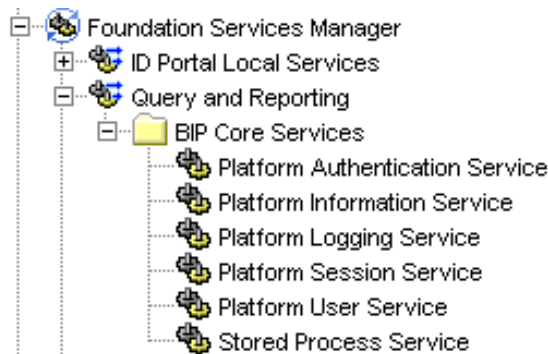 Foundation Services Manager
ID Portal Local Services
Query and Reporting
BIP Core Services
Platform Authentication Service
Platform Information Service
Platform Logging Service
Platform Session Service
Platform User Service
Stored Process Service